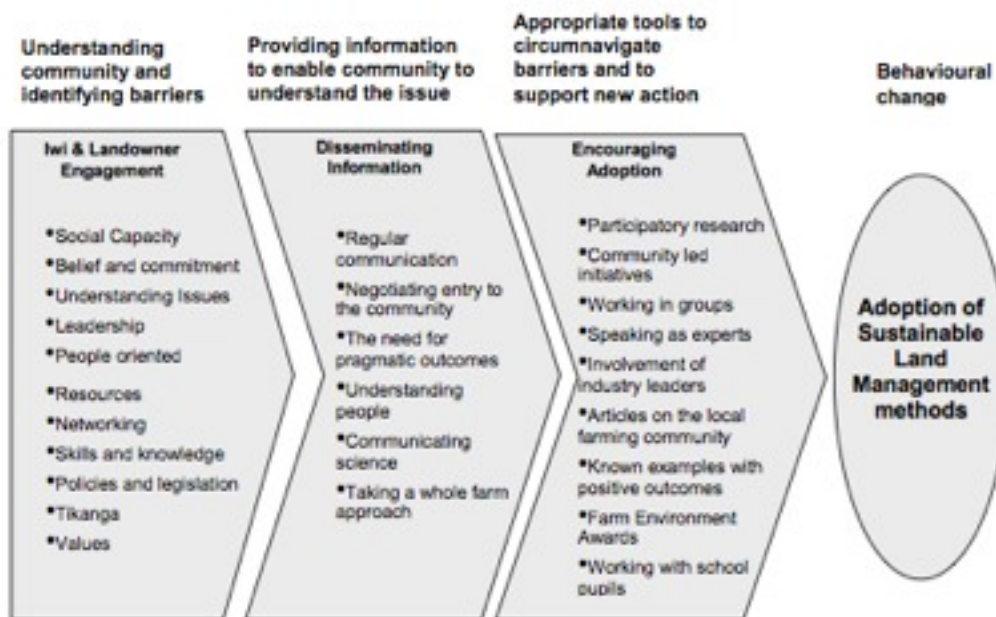 Understanding
community and
identifying barriers
Iwi & Landowner
Engagement
•Social Capacity
•Belief and commitment
•Understanding Issues
•Leadership
•People oriented
•Resources
•Networking
•Skills and knowledge
•Policies and legislation
•Tikanga
•Values
Providing information
to enable community to
understand the issue
Disseminating
Information
•Regular
communication
•Negotiating entry to
the community
•The need for
pragmatic outcomes
•Understanding
people
•Communicating
science
•Taking a whole farm
approach
Appropriate tools to
circumnavigate
barriers and to
support new action
Encouraging
Adoption
•Participatory research
•Community led
initiatives
•Working in groups
•Speaking as experts
•Involvement of
industry leaders
•Articles on the local
farming community
•Known examples with
positive outcomes
•Farm Environment
Awards
•Working with school
pupils
Behavioural
change
Adoption of
Sustainable
Land
Management
methods